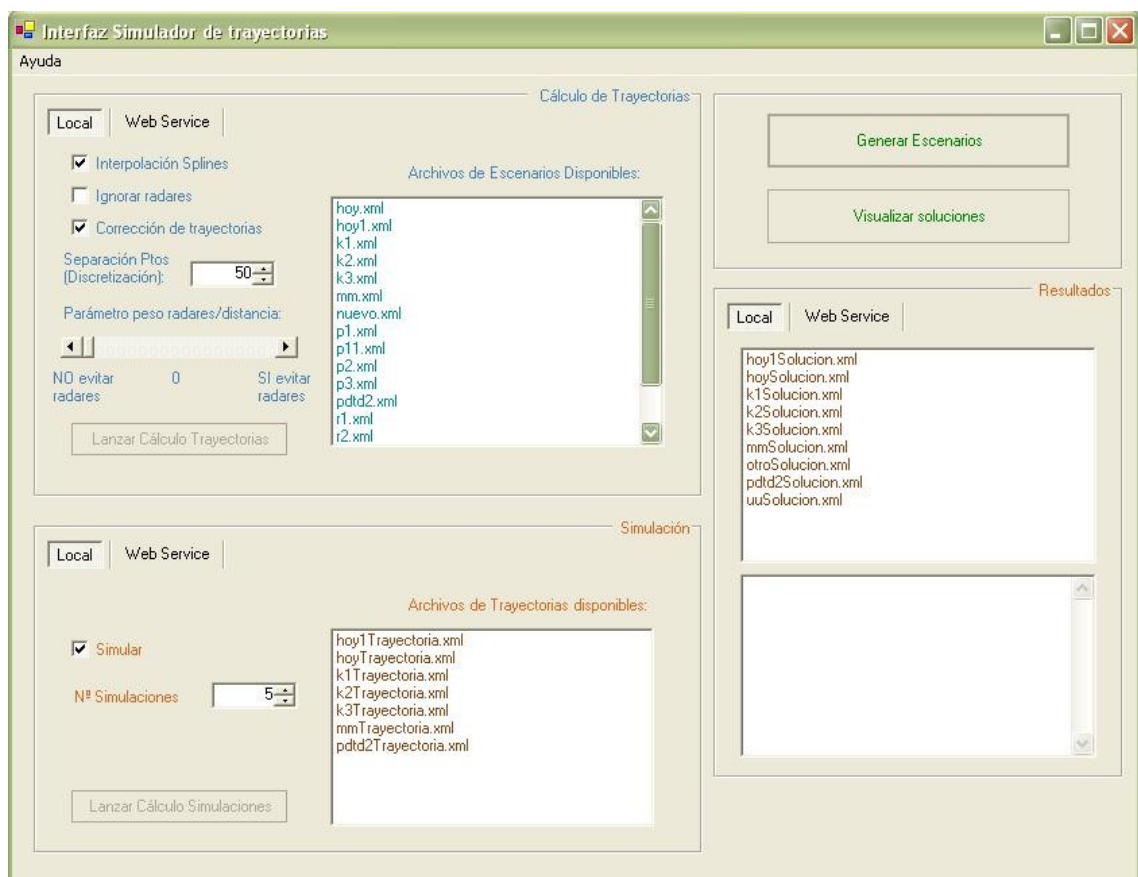 Interfaz Simulador de trayectorias
Ayuda
Cálculo de Trayectorias
Local
Web Service
Interpolación Splines
Ignorar radares
Corrección de trayectorias
Separación Ptos
(Discretización):
50
Parámetro peso radares/distancia:
NO evitar
radares
0
SI evitar
radares
Lanzar Cálculo Trayectorias
Archivos de Escenarios Disponibles:
hoy.xml
hoy1.xml
k1.xml
k2.xml
k3.xml
mm.xml
nuevo.xml
p1.xml
p11.xml
p2.xml
p3.xml
pdtd2.xml
r1.xml
r2.xml
Generar Escenarios
Visualizar soluciones
Resultados
Local
Web Service
hoy1Solucion.xml
hoySolucion.xml
k1Solucion.xml
k2Solucion.xml
k3Solucion.xml
mmSolucion.xml
otroSolucion.xml
pdtd2Solucion.xml
uuSolucion.xml
Simulación
Local
Web Service
Simular
Nº Simulaciones
5
Lanzar Cálculo Simulaciones
Archivos de Trayectorias disponibles:
hoy1Trayectoria.xml
hoyTrayectoria.xml
k1Trayectoria.xml
k2Trayectoria.xml
k3Trayectoria.xml
mmTrayectoria.xml
pdtd2Trayectoria.xml